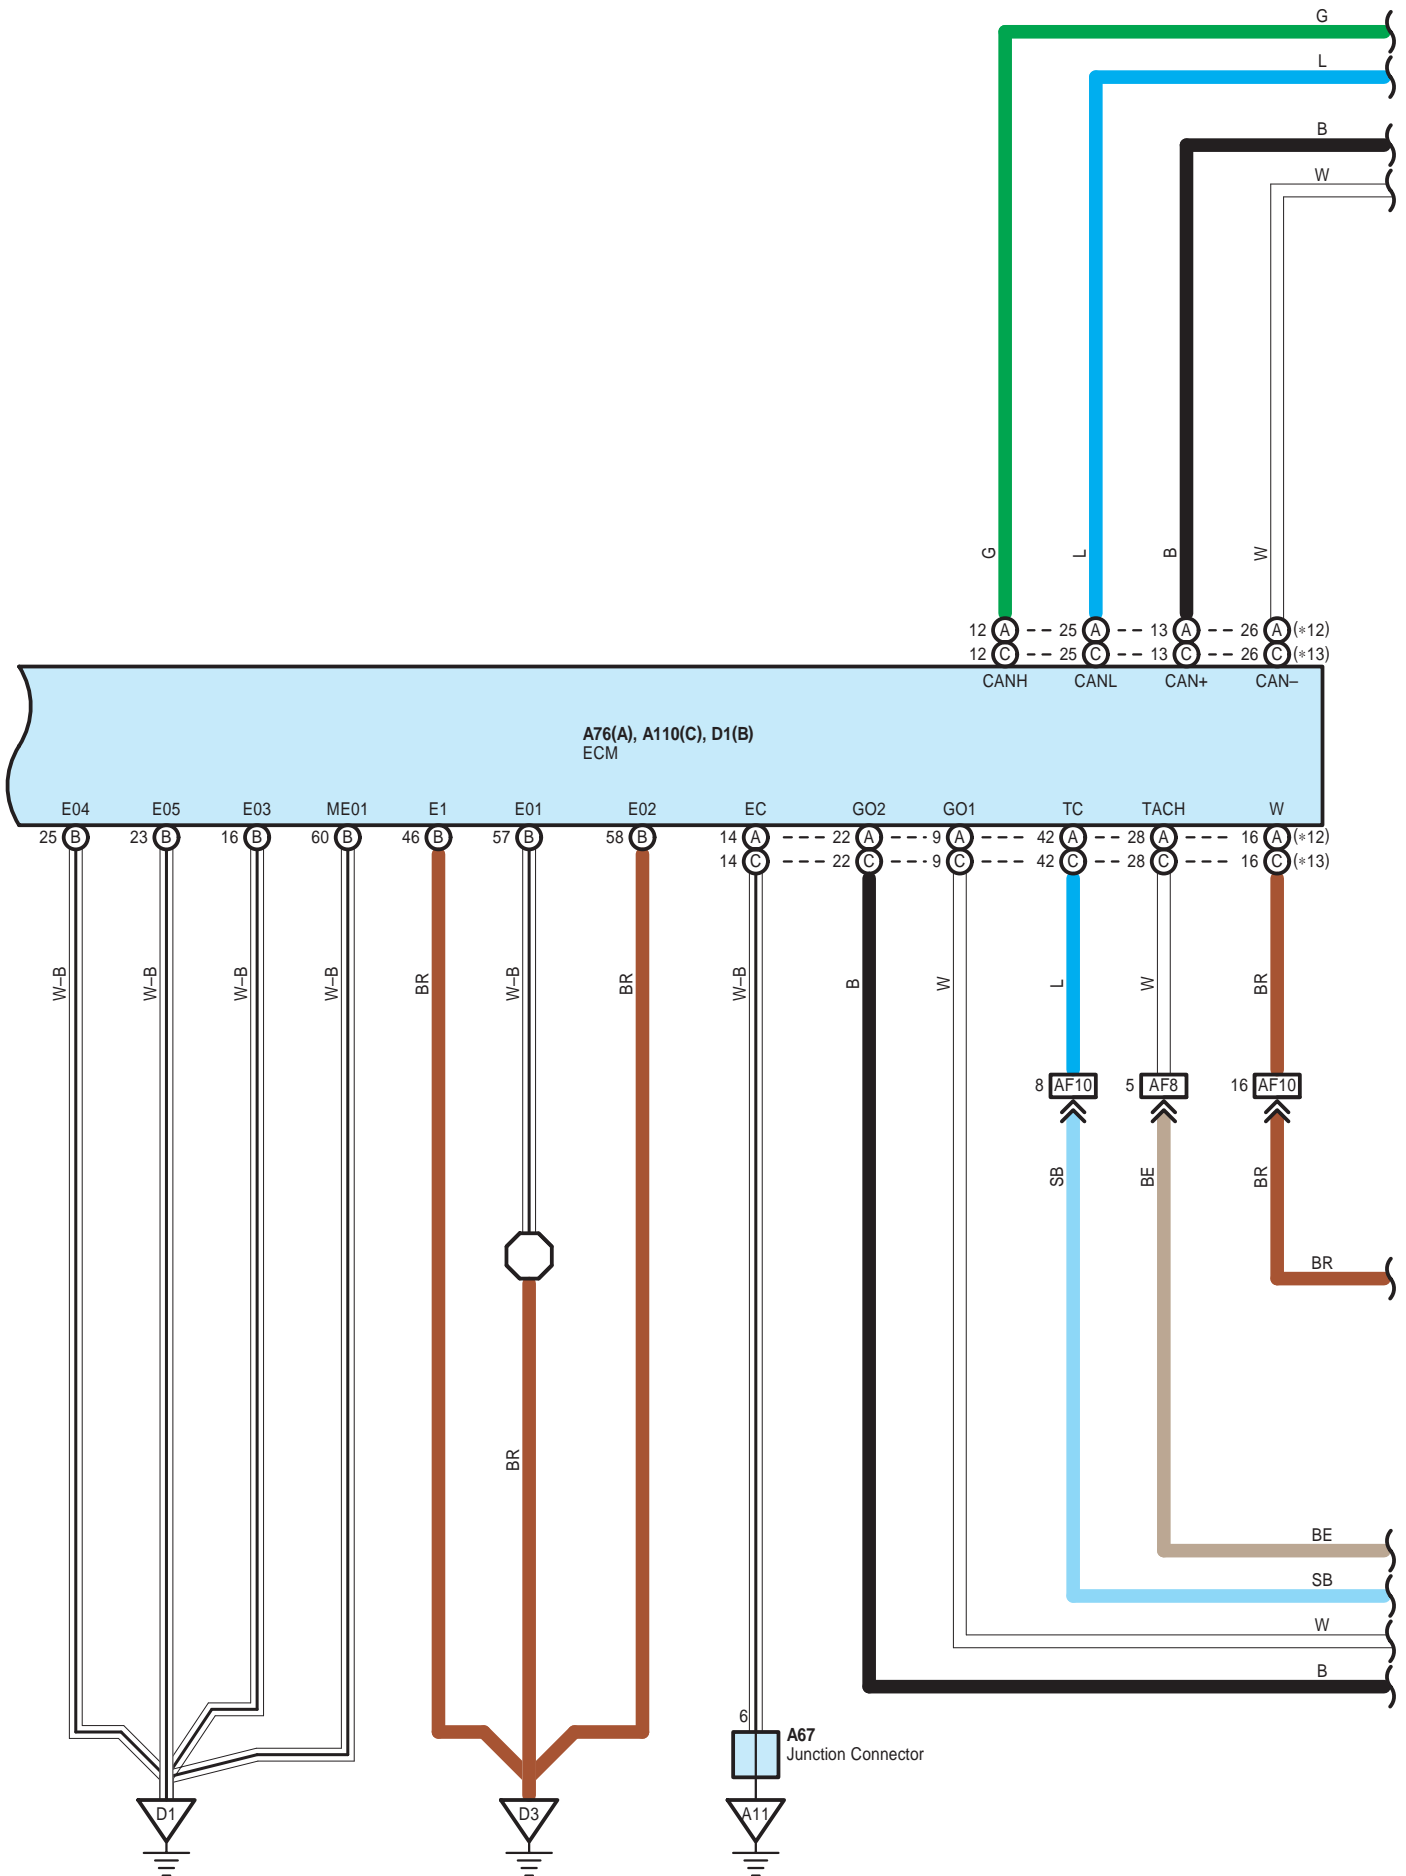 G
L
B
W
G L B W
12 A 25 A 13 A 26 A (*12)
12 C 25 C 13 C 26 C (*13)
CANH CANL CAN+ CAN–
A76(A), A110(C), D1(B)
ECM
E04 E05 E03 ME01 E1 E01 E02 EC GO2 GO1 TC TACH W
25 B 23 B 16 B 60 B 46 B 57 B 58 B 14 A 22 A 9 A 42 A 28 A 16 A (*12)
14 C 22 C 9 C 42 C 28 C 16 C (*13)
W–B W–B W–B W–B BR W–B BR W–B B W L W BR
8 AF10 5 AF8 16 AF10
SB BE BR
BR
BR
BE
SB
W
B
6
A67
Junction Connector
D1 D3 A11